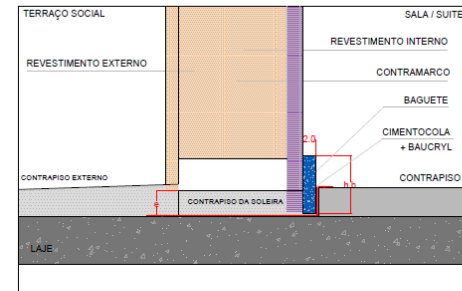 TERRAÇO SOCIAL
SALA / SUITE
REVESTIMENTO INTERNO
REVESTIMENTO EXTERNO
CONTRAMARCO
BAGUETE
2.0
CIMENTOCOLA
+ BAUCRYL
CONTRAPISO EXTERNO
CONTRAPISO
CONTRAPISO DA SOLEIRA
e
LAJE